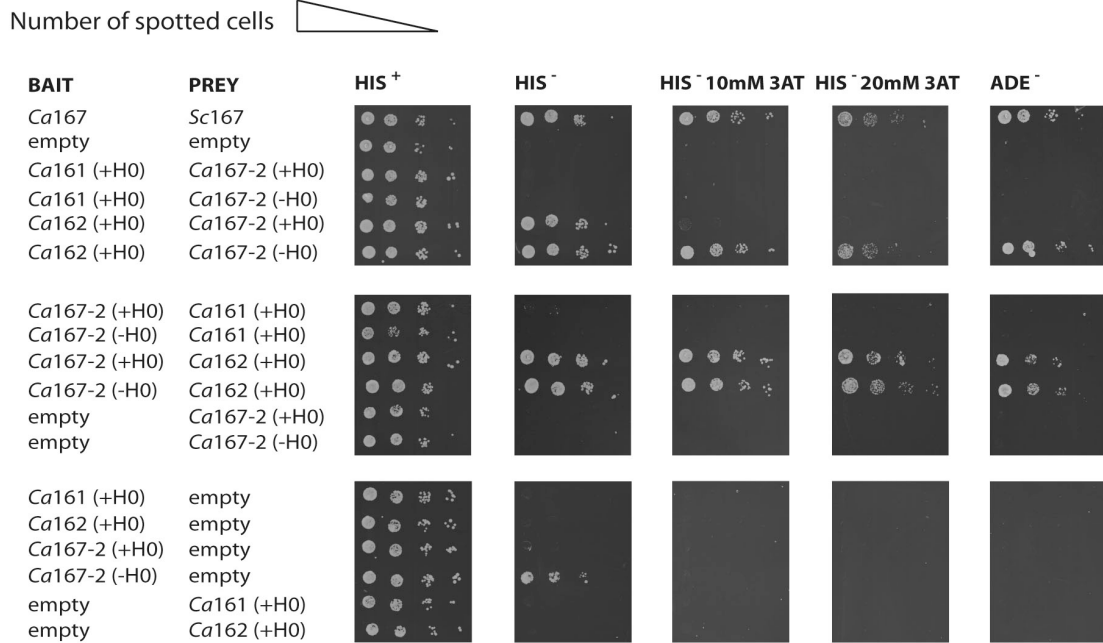 Number of spotted cells
BAIT PREY HIS + HIS - HIS - 10mM 3AT HIS - 20mM 3AT ADE -
Ca167 Sc167
empty empty
Ca161 (+H0) Ca167-2 (+H0)
Ca161 (+H0) Ca167-2 (-H0)
Ca162 (+H0) Ca167-2 (+H0)
Ca162 (+H0) Ca167-2 (-H0)
Ca167-2 (+H0) Ca161 (+H0)
Ca167-2 (-H0) Ca161 (+H0)
Ca167-2 (+H0) Ca162 (+H0)
Ca167-2 (-H0) Ca162 (+H0)
empty Ca167-2 (+H0)
empty Ca167-2 (-H0)
Ca161 (+H0) empty
Ca162 (+H0) empty
Ca167-2 (+H0) empty
Ca167-2 (-H0) empty
empty Ca161 (+H0)
empty Ca162 (+H0)